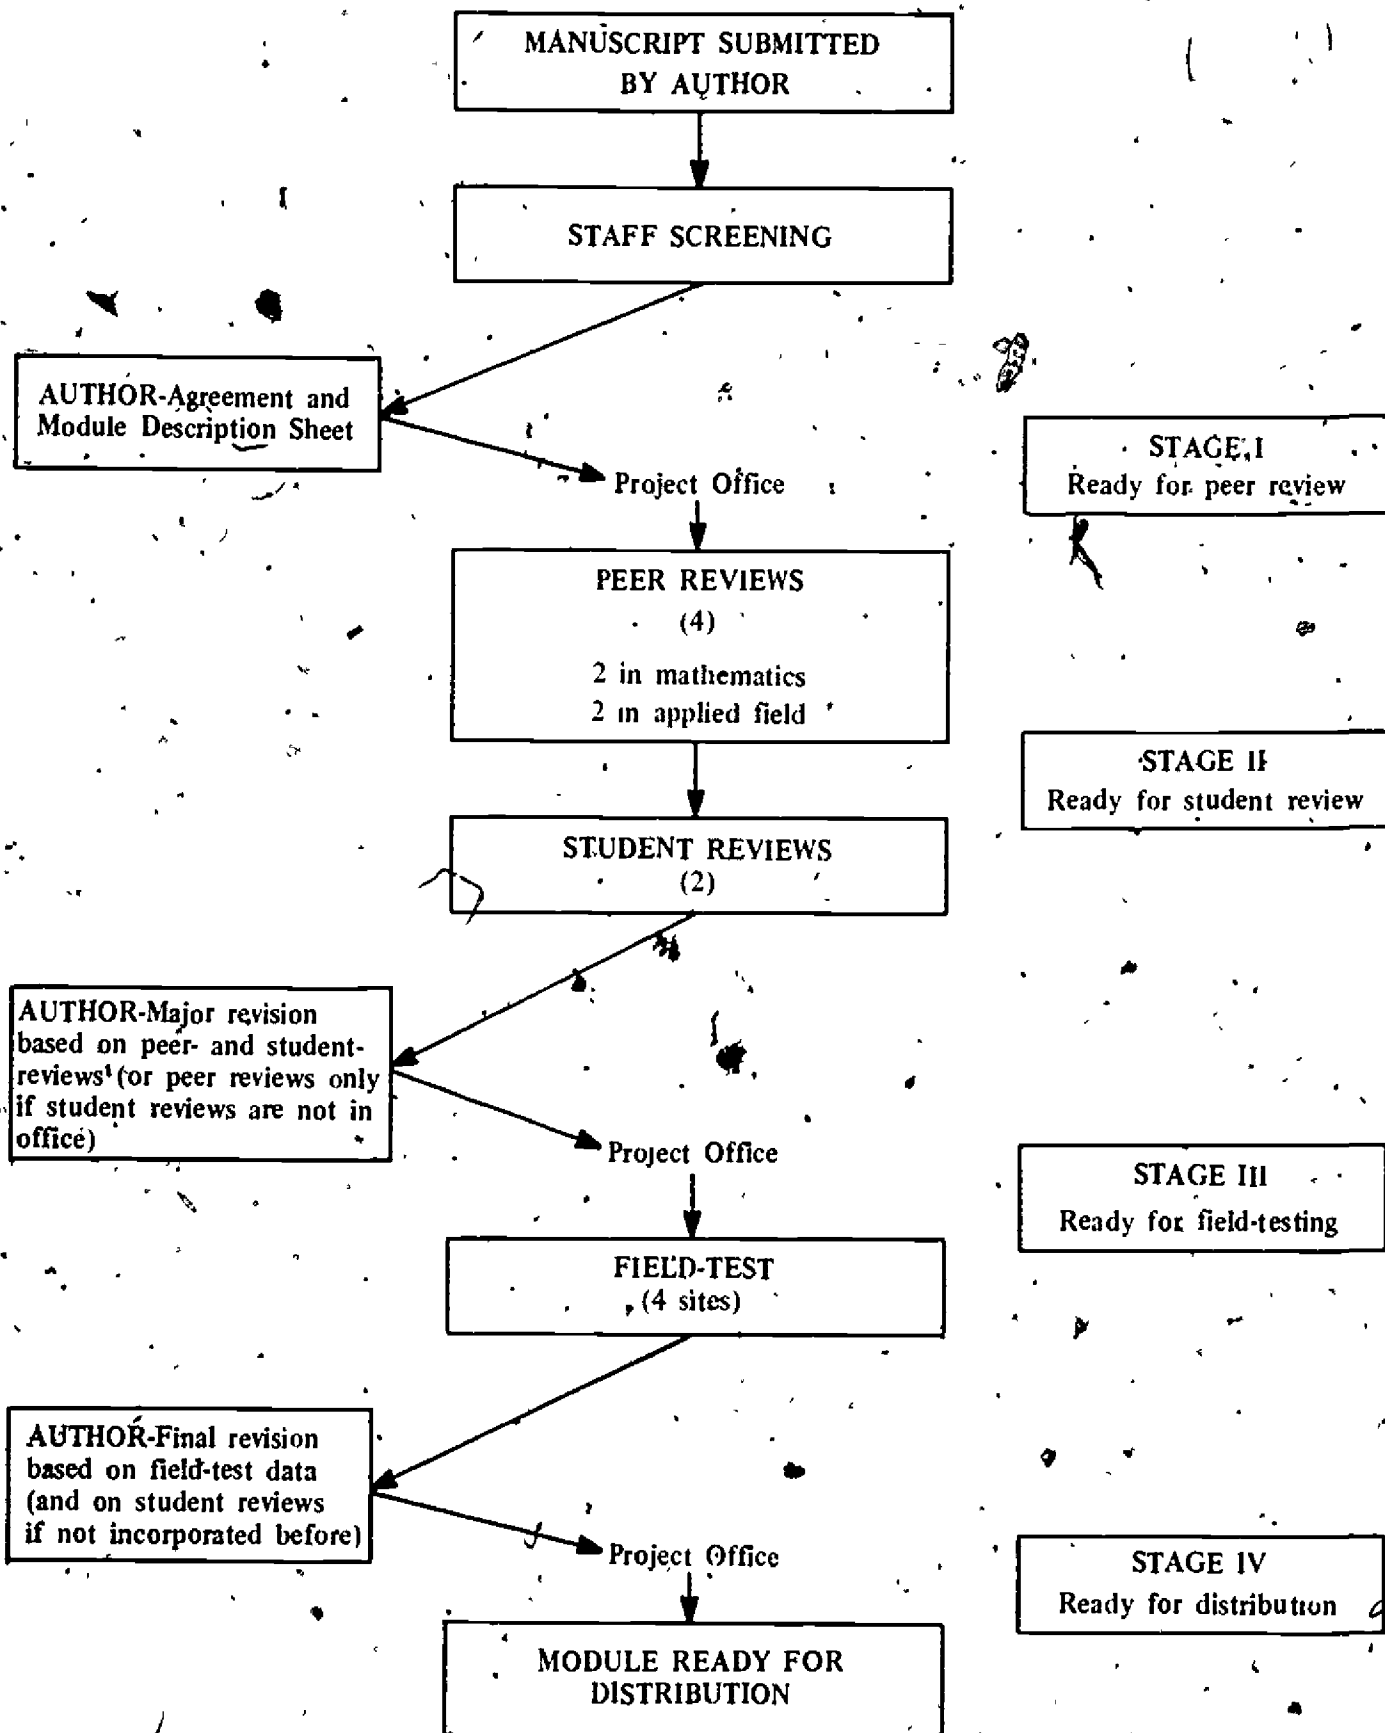 MANUSCRIPT SUBMITTED
BY AUTHOR
STAFF SCREENING
AUTHOR-Agreement and
Module Description Sheet
Project Office
STAGE I
Ready for peer review
PEER REVIEWS
(4)
2 in mathematics
2 in applied field
STAGE II
Ready for student review
STUDENT REVIEWS
(2)
AUTHOR-Major revision
based on peer- and student-
reviews (or peer reviews only
if student reviews are not in
office)
Project Office
STAGE III
Ready for field-testing
FIELD-TEST
(4 sites)
AUTHOR-Final revision
based on field-test data
(and on student reviews
if not incorporated before)
Project Office
STAGE IV
Ready for distribution
MODULE READY FOR
DISTRIBUTION